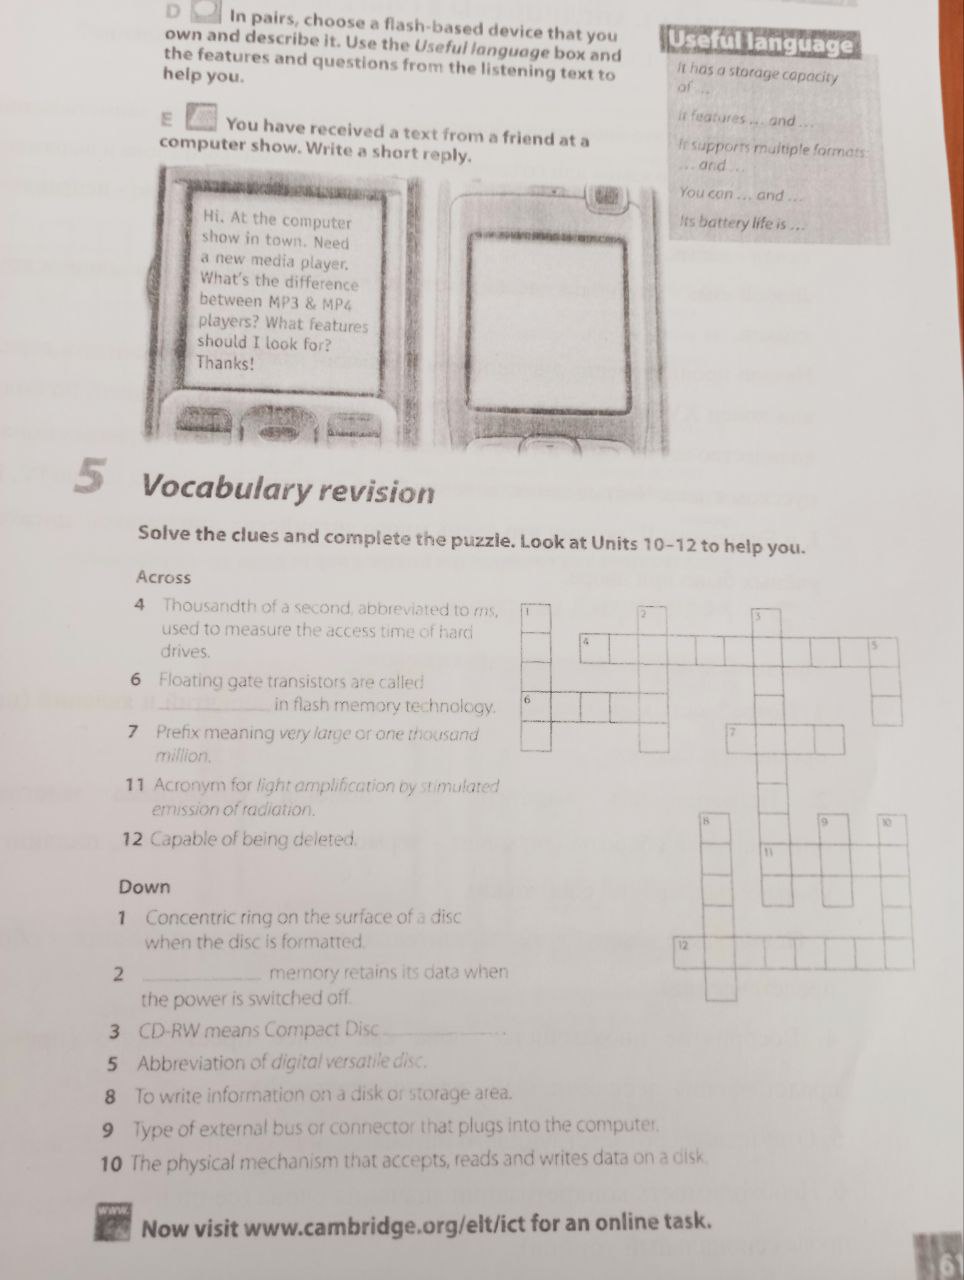 D In pairs, choose a flash-based device that you
own and describe it. Use the Useful language box and
the features and questions from the listening text to
help you.
Useful language
It has a storage capacity
of ...
It features ... and ...
It supports multiple formats:
... and ...
You can ... and ...
Its battery life is ...
E You have received a text from a friend at a
computer show. Write a short reply.
Hi. At the computer
show in town. Need
a new media player.
What's the difference
between MP3 & MP4
players? What features
should I look for?
Thanks!
5 Vocabulary revision
Solve the clues and complete the puzzle. Look at Units 10–12 to help you.
Across
4 Thousandth of a second, abbreviated to ms,
used to measure the access time of hard
drives.
6 Floating gate transistors are called
____________ in flash memory technology.
7 Prefix meaning very large or one thousand
million.
11 Acronym for light amplification by stimulated
emission of radiation.
12 Capable of being deleted.
Down
1 Concentric ring on the surface of a disc
when the disc is formatted.
2 ____________ memory retains its data when
the power is switched off.
3 CD-RW means Compact Disc ____________.
5 Abbreviation of digital versatile disc.
8 To write information on a disk or storage area.
9 Type of external bus or connector that plugs into the computer.
10 The physical mechanism that accepts, reads and writes data on a disk.
1
2
3
4
5
6
7
8
9
10
11
12
www.
Now visit www.cambridge.org/elt/ict for an online task.
61